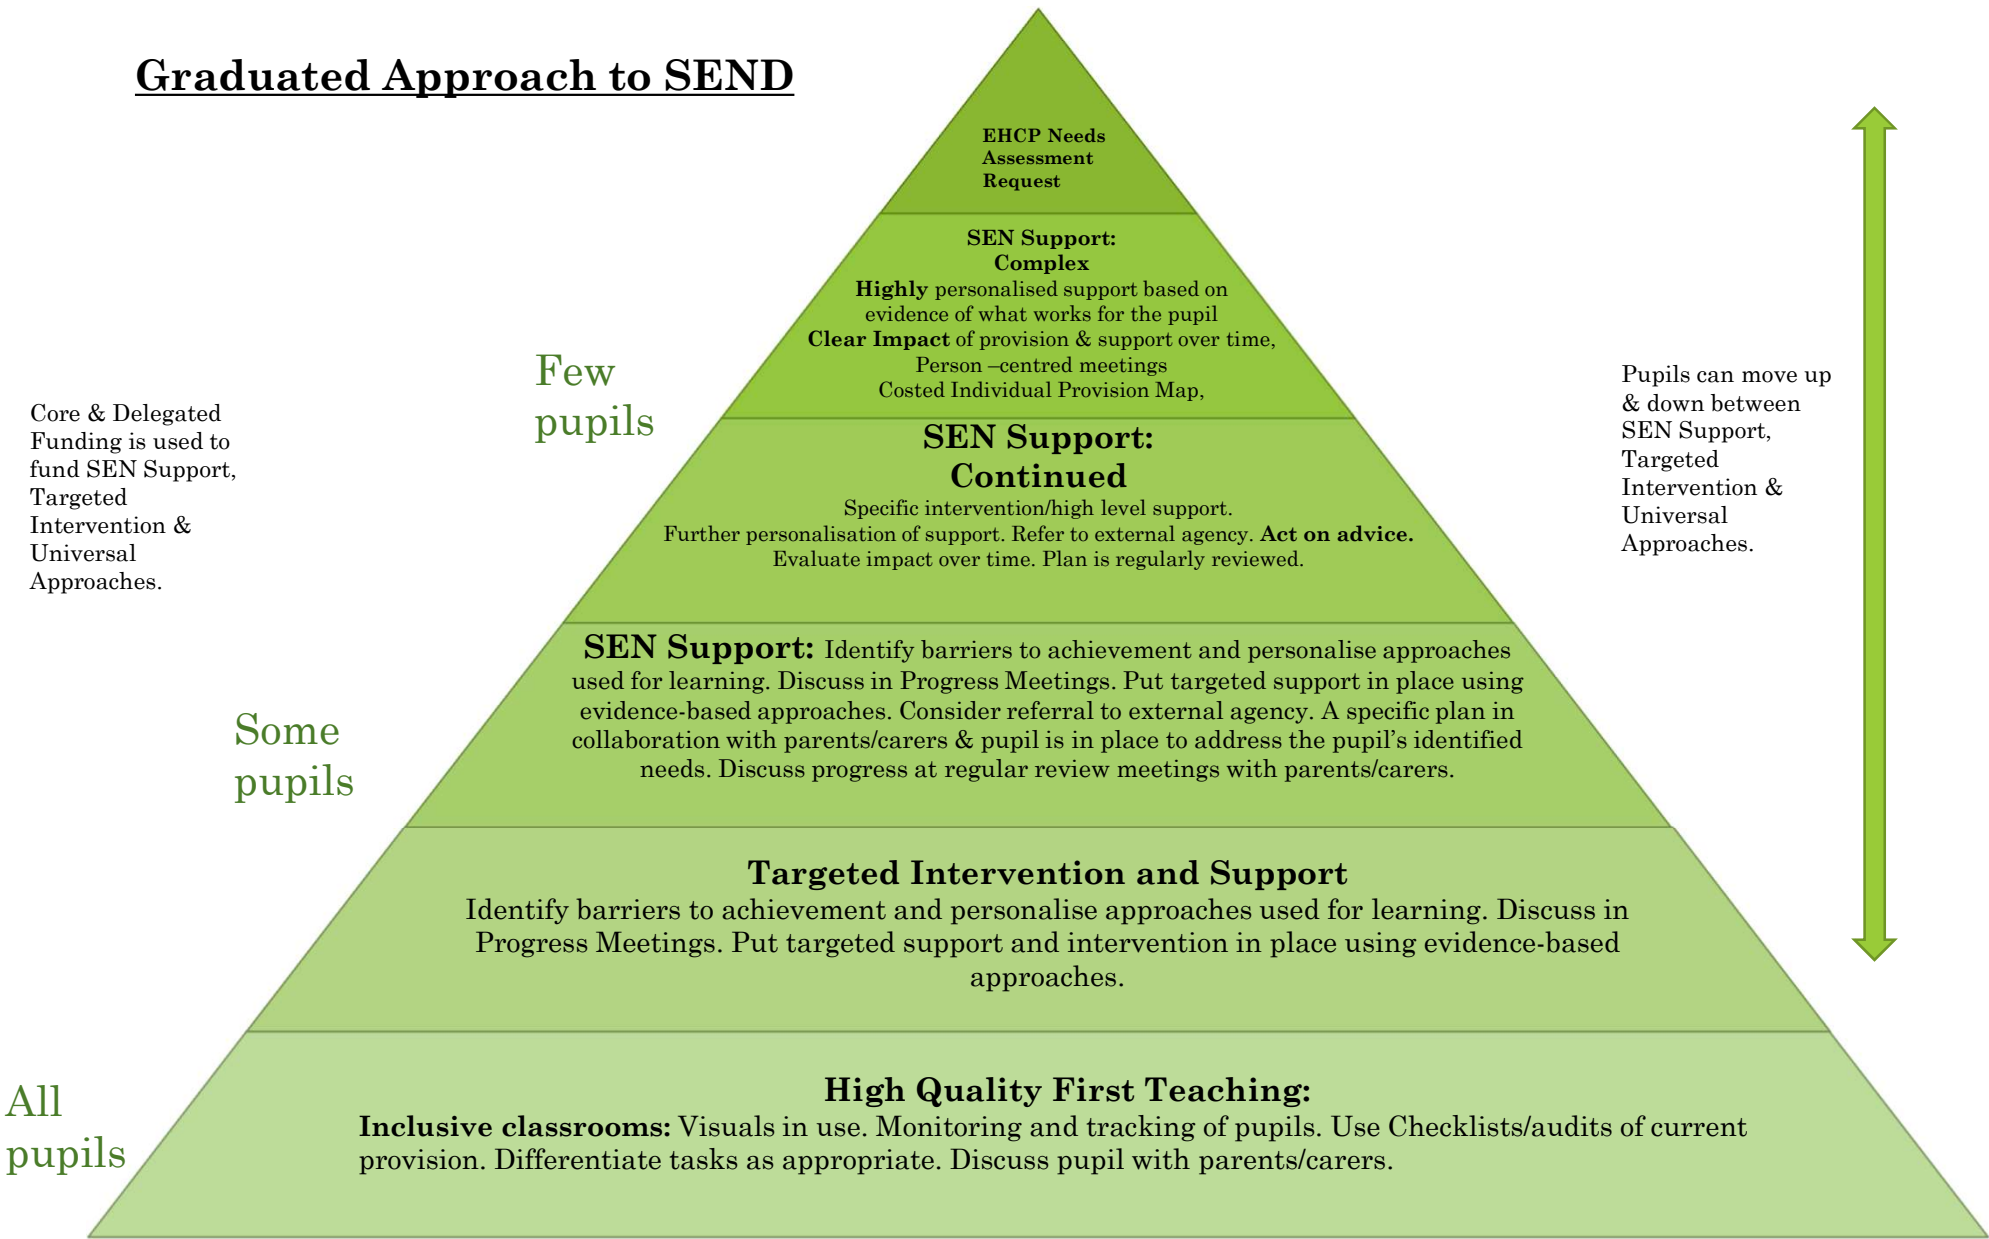 Graduated Approach to SEND
EHCP Needs
Assessment
Request
SEN Support:
Complex
Highly personalised support based on
evidence of what works for the pupil
Clear Impact of provision & support over time,
Person –centred meetings
Costed Individual Provision Map,
Few
pupils
Core & Delegated
Funding is used to
fund SEN Support,
Targeted
Intervention &
Universal
Approaches.
Pupils can move up
& down between
SEN Support,
Targeted
Intervention &
Universal
Approaches.
SEN Support:
Continued
Specific intervention/high level support.
Further personalisation of support. Refer to external agency. Act on advice.
Evaluate impact over time. Plan is regularly reviewed.
Some
pupils
SEN Support: Identify barriers to achievement and personalise approaches
used for learning. Discuss in Progress Meetings. Put targeted support in place using
evidence-based approaches. Consider referral to external agency. A specific plan in
collaboration with parents/carers & pupil is in place to address the pupil's identified
needs. Discuss progress at regular review meetings with parents/carers.
Targeted Intervention and Support
Identify barriers to achievement and personalise approaches used for learning. Discuss in
Progress Meetings. Put targeted support and intervention in place using evidence-based
approaches.
All
pupils
High Quality First Teaching:
Inclusive classrooms: Visuals in use. Monitoring and tracking of pupils. Use Checklists/audits of current
provision. Differentiate tasks as appropriate. Discuss pupil with parents/carers.